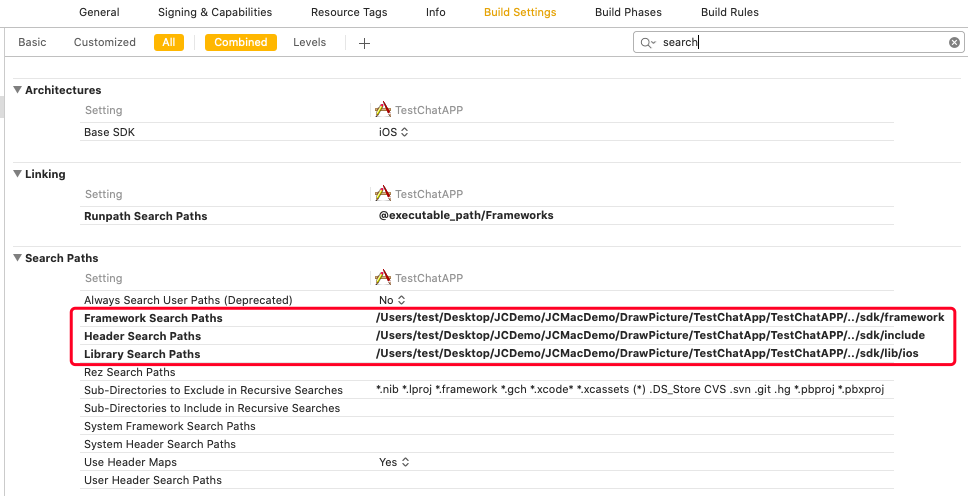 General Signing & Capabilities Resource Tags Info Build Settings Build Phases Build Rules
Basic Customized All Combined Levels + search
Architectures
Setting TestChatAPP
Base SDK iOS
Linking
Setting TestChatAPP
Runpath Search Paths @executable_path/Frameworks
Search Paths
Setting TestChatAPP
Always Search User Paths (Deprecated) No
Framework Search Paths /Users/test/Desktop/JCDemo/JCMacDemo/DrawPicture/TestChatApp/TestChatAPP/../sdk/framework
Header Search Paths /Users/test/Desktop/JCDemo/JCMacDemo/DrawPicture/TestChatApp/TestChatAPP/../sdk/include
Library Search Paths /Users/test/Desktop/JCDemo/JCMacDemo/DrawPicture/TestChatApp/TestChatAPP/../sdk/lib/ios
Rez Search Paths
Sub-Directories to Exclude in Recursive Searches *.nib *.lproj *.framework *.gch *.xcode* *.xcassets (*) .DS_Store CVS .svn .git .hg *.pbproj *.pbxproj
Sub-Directories to Include in Recursive Searches
System Framework Search Paths
System Header Search Paths
Use Header Maps Yes
User Header Search Paths